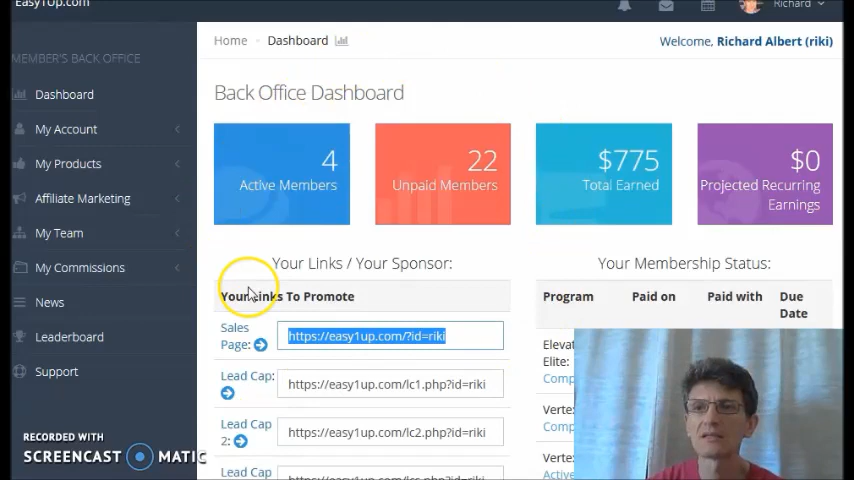 Easy1Up.com
Richard
MEMBER'S BACK OFFICE
Dashboard
My Account
My Products
Affiliate Marketing
My Team
My Commissions
News
Leaderboard
Support
Home - Dashboard
Welcome, Richard Albert (riki)
Back Office Dashboard
4
Active Members
22
Unpaid Members
$775
Total Earned
$0
Projected Recurring
Earnings
Your Links / Your Sponsor:
Your Links To Promote
Sales
Page:
https://easy1up.com/?id=riki
Lead Cap:
https://easy1up.com/lc1.php?id=riki
Lead Cap
2:
https://easy1up.com/lc2.php?id=riki
Lead Cap
Your Membership Status:
Program Paid on Paid with Due
Date
Elite:
RECORDED WITH
SCREENCAST MATIC